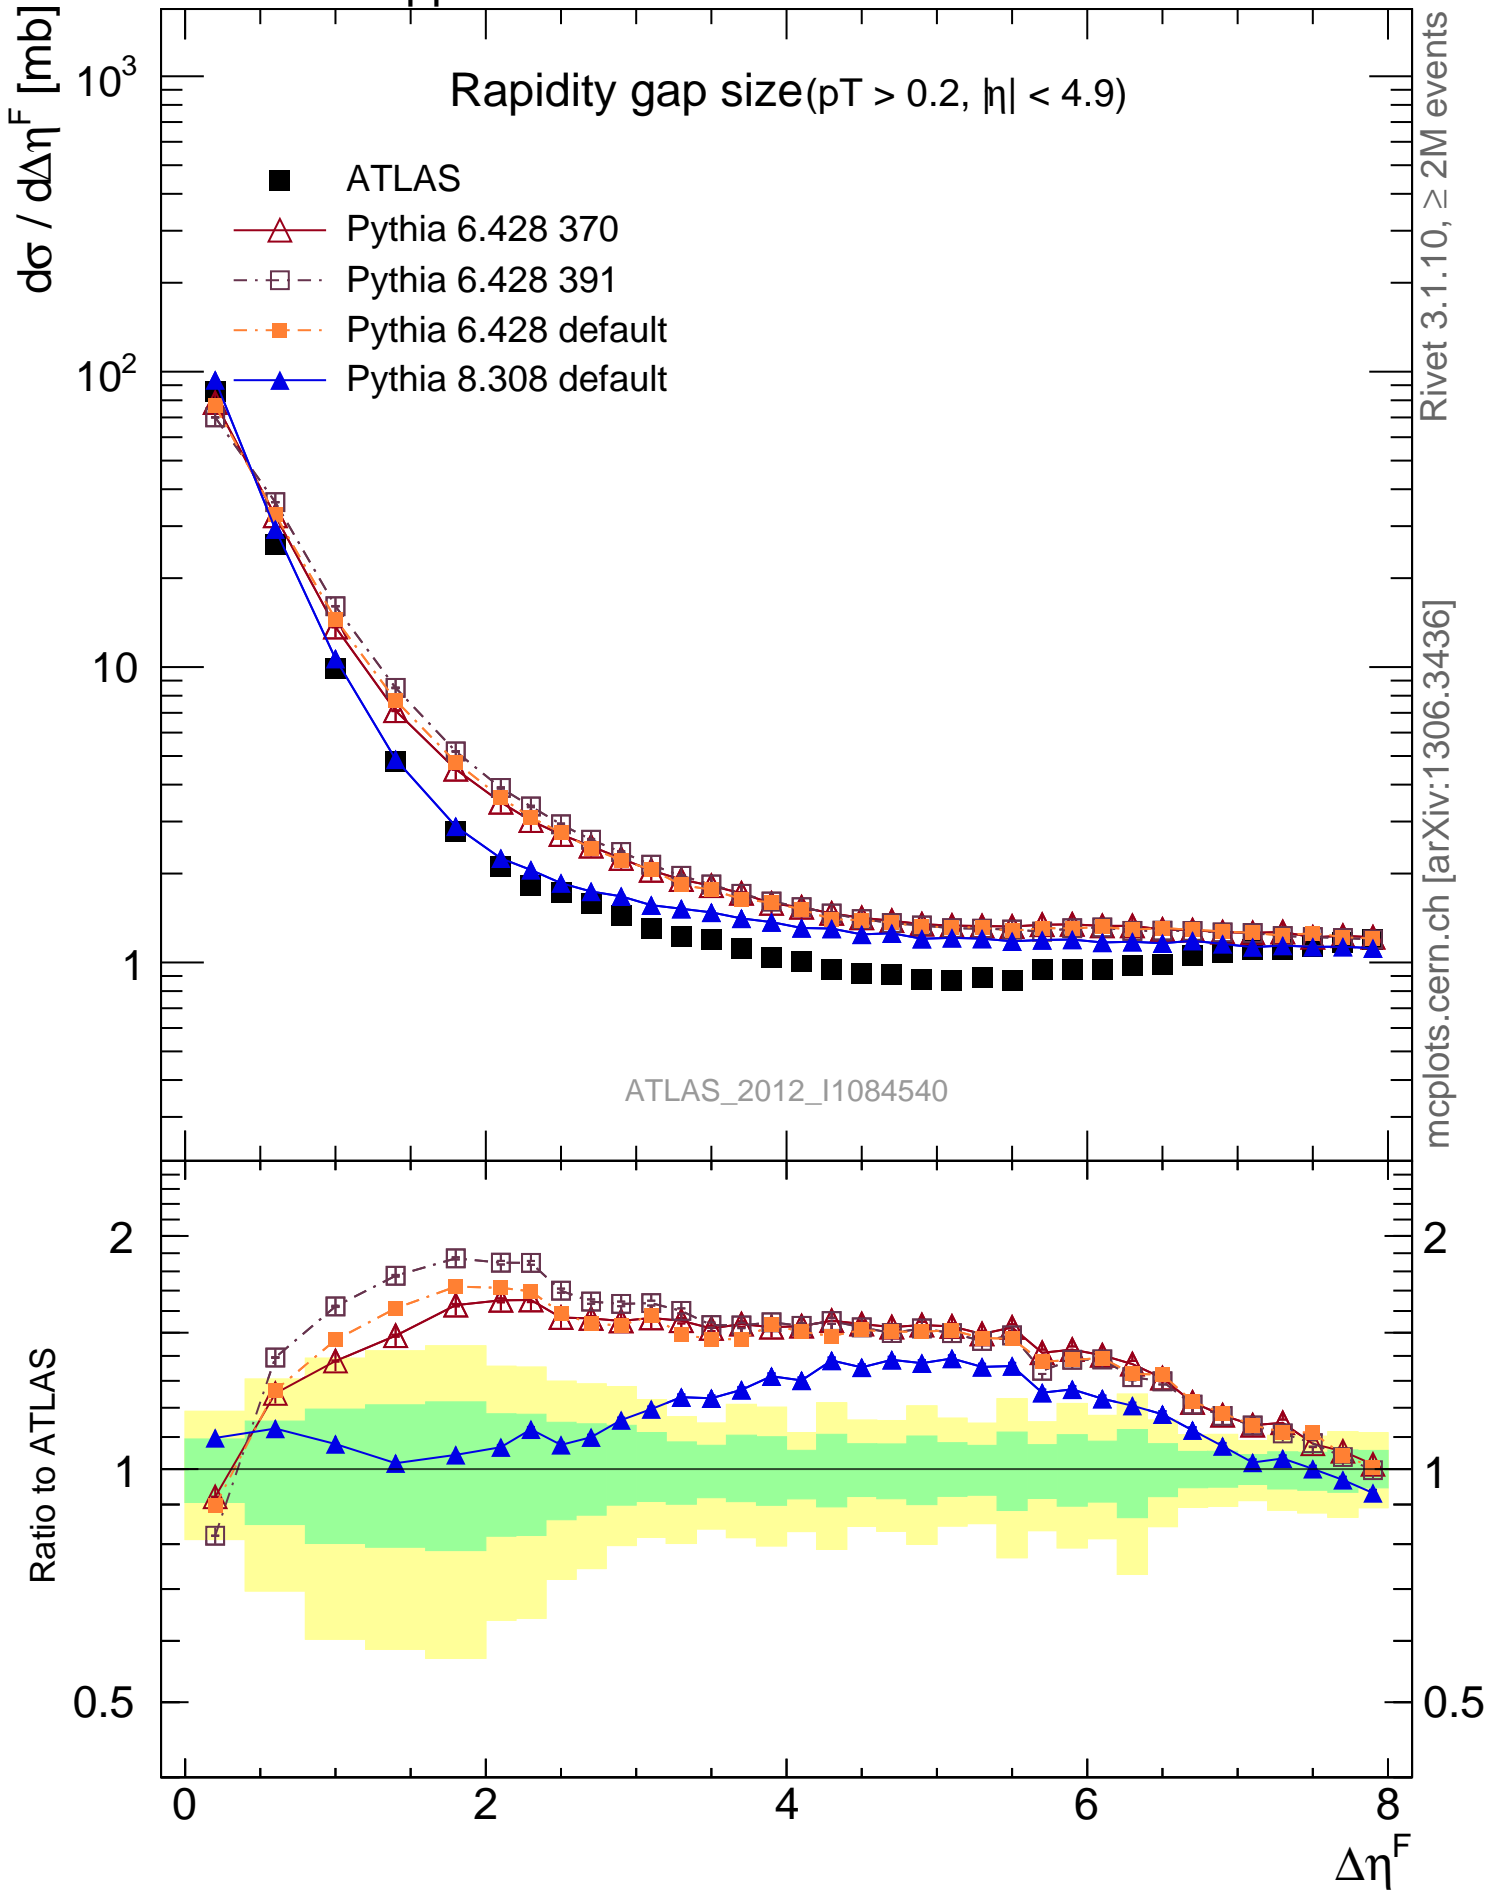 dσ / dΔη^F [mb]
Rapidity gap size(pT > 0.2, |η| < 4.9)
ATLAS
Pythia 6.428 370
Pythia 6.428 391
Pythia 6.428 default
Pythia 8.308 default
10^3
10^2
10
1
ATLAS_2012_I1084540
Rivet 3.1.10, ≥ 2M events
mcplots.cern.ch [arXiv:1306.3436]
Ratio to ATLAS
2
1
0.5
2
1
0.5
0 2 4 6 8
Δη^F